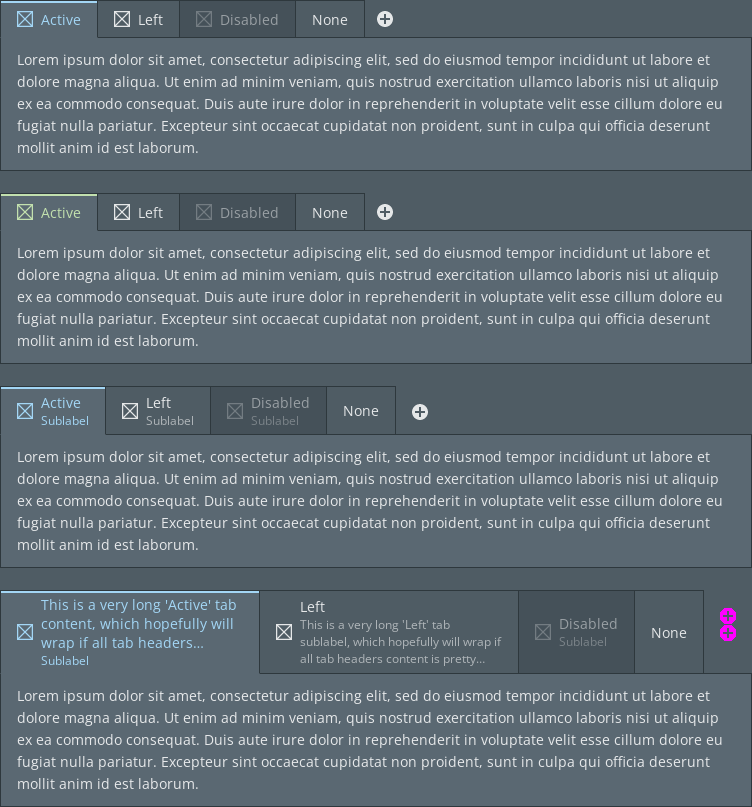 Active Left Disabled None
Lorem ipsum dolor sit amet, consectetur adipiscing elit, sed do eiusmod tempor incididunt ut labore et
dolore magna aliqua. Ut enim ad minim veniam, quis nostrud exercitation ullamco laboris nisi ut aliquip
ex ea commodo consequat. Duis aute irure dolor in reprehenderit in voluptate velit esse cillum dolore eu
fugiat nulla pariatur. Excepteur sint occaecat cupidatat non proident, sunt in culpa qui officia deserunt
mollit anim id est laborum.
Active Left Disabled None
Lorem ipsum dolor sit amet, consectetur adipiscing elit, sed do eiusmod tempor incididunt ut labore et
dolore magna aliqua. Ut enim ad minim veniam, quis nostrud exercitation ullamco laboris nisi ut aliquip
ex ea commodo consequat. Duis aute irure dolor in reprehenderit in voluptate velit esse cillum dolore eu
fugiat nulla pariatur. Excepteur sint occaecat cupidatat non proident, sunt in culpa qui officia deserunt
mollit anim id est laborum.
Active
Sublabel
Left
Sublabel
Disabled
Sublabel
None
Lorem ipsum dolor sit amet, consectetur adipiscing elit, sed do eiusmod tempor incididunt ut labore et
dolore magna aliqua. Ut enim ad minim veniam, quis nostrud exercitation ullamco laboris nisi ut aliquip
ex ea commodo consequat. Duis aute irure dolor in reprehenderit in voluptate velit esse cillum dolore eu
fugiat nulla pariatur. Excepteur sint occaecat cupidatat non proident, sunt in culpa qui officia deserunt
mollit anim id est laborum.
This is a very long 'Active' tab
content, which hopefully will
wrap if all tab headers...
Sublabel
Left
This is a very long 'Left' tab
sublabel, which hopefully will wrap if
all tab headers content is pretty...
Disabled
Sublabel
None
Lorem ipsum dolor sit amet, consectetur adipiscing elit, sed do eiusmod tempor incididunt ut labore et
dolore magna aliqua. Ut enim ad minim veniam, quis nostrud exercitation ullamco laboris nisi ut aliquip
ex ea commodo consequat. Duis aute irure dolor in reprehenderit in voluptate velit esse cillum dolore eu
fugiat nulla pariatur. Excepteur sint occaecat cupidatat non proident, sunt in culpa qui officia deserunt
mollit anim id est laborum.